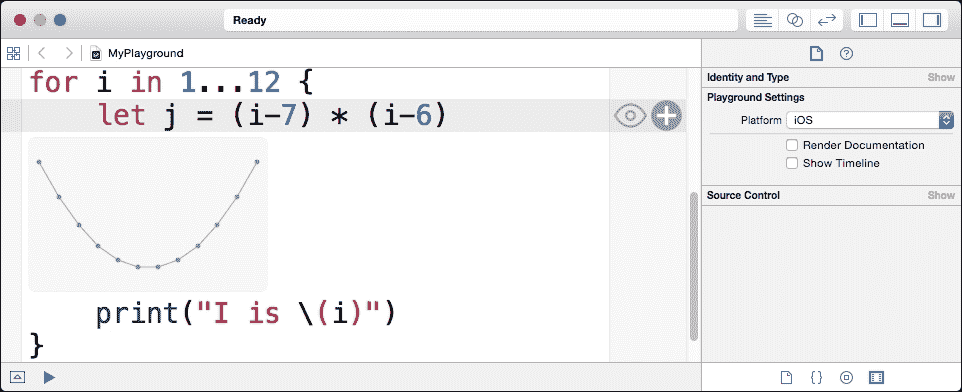 Ready
MyPlayground
for i in 1...12 {
let j = (i-7) * (i-6)
print("I is \(i)")
}
Identity and Type Show
Playground Settings
Platform iOS
Render Documentation
Show Timeline
Source Control Show